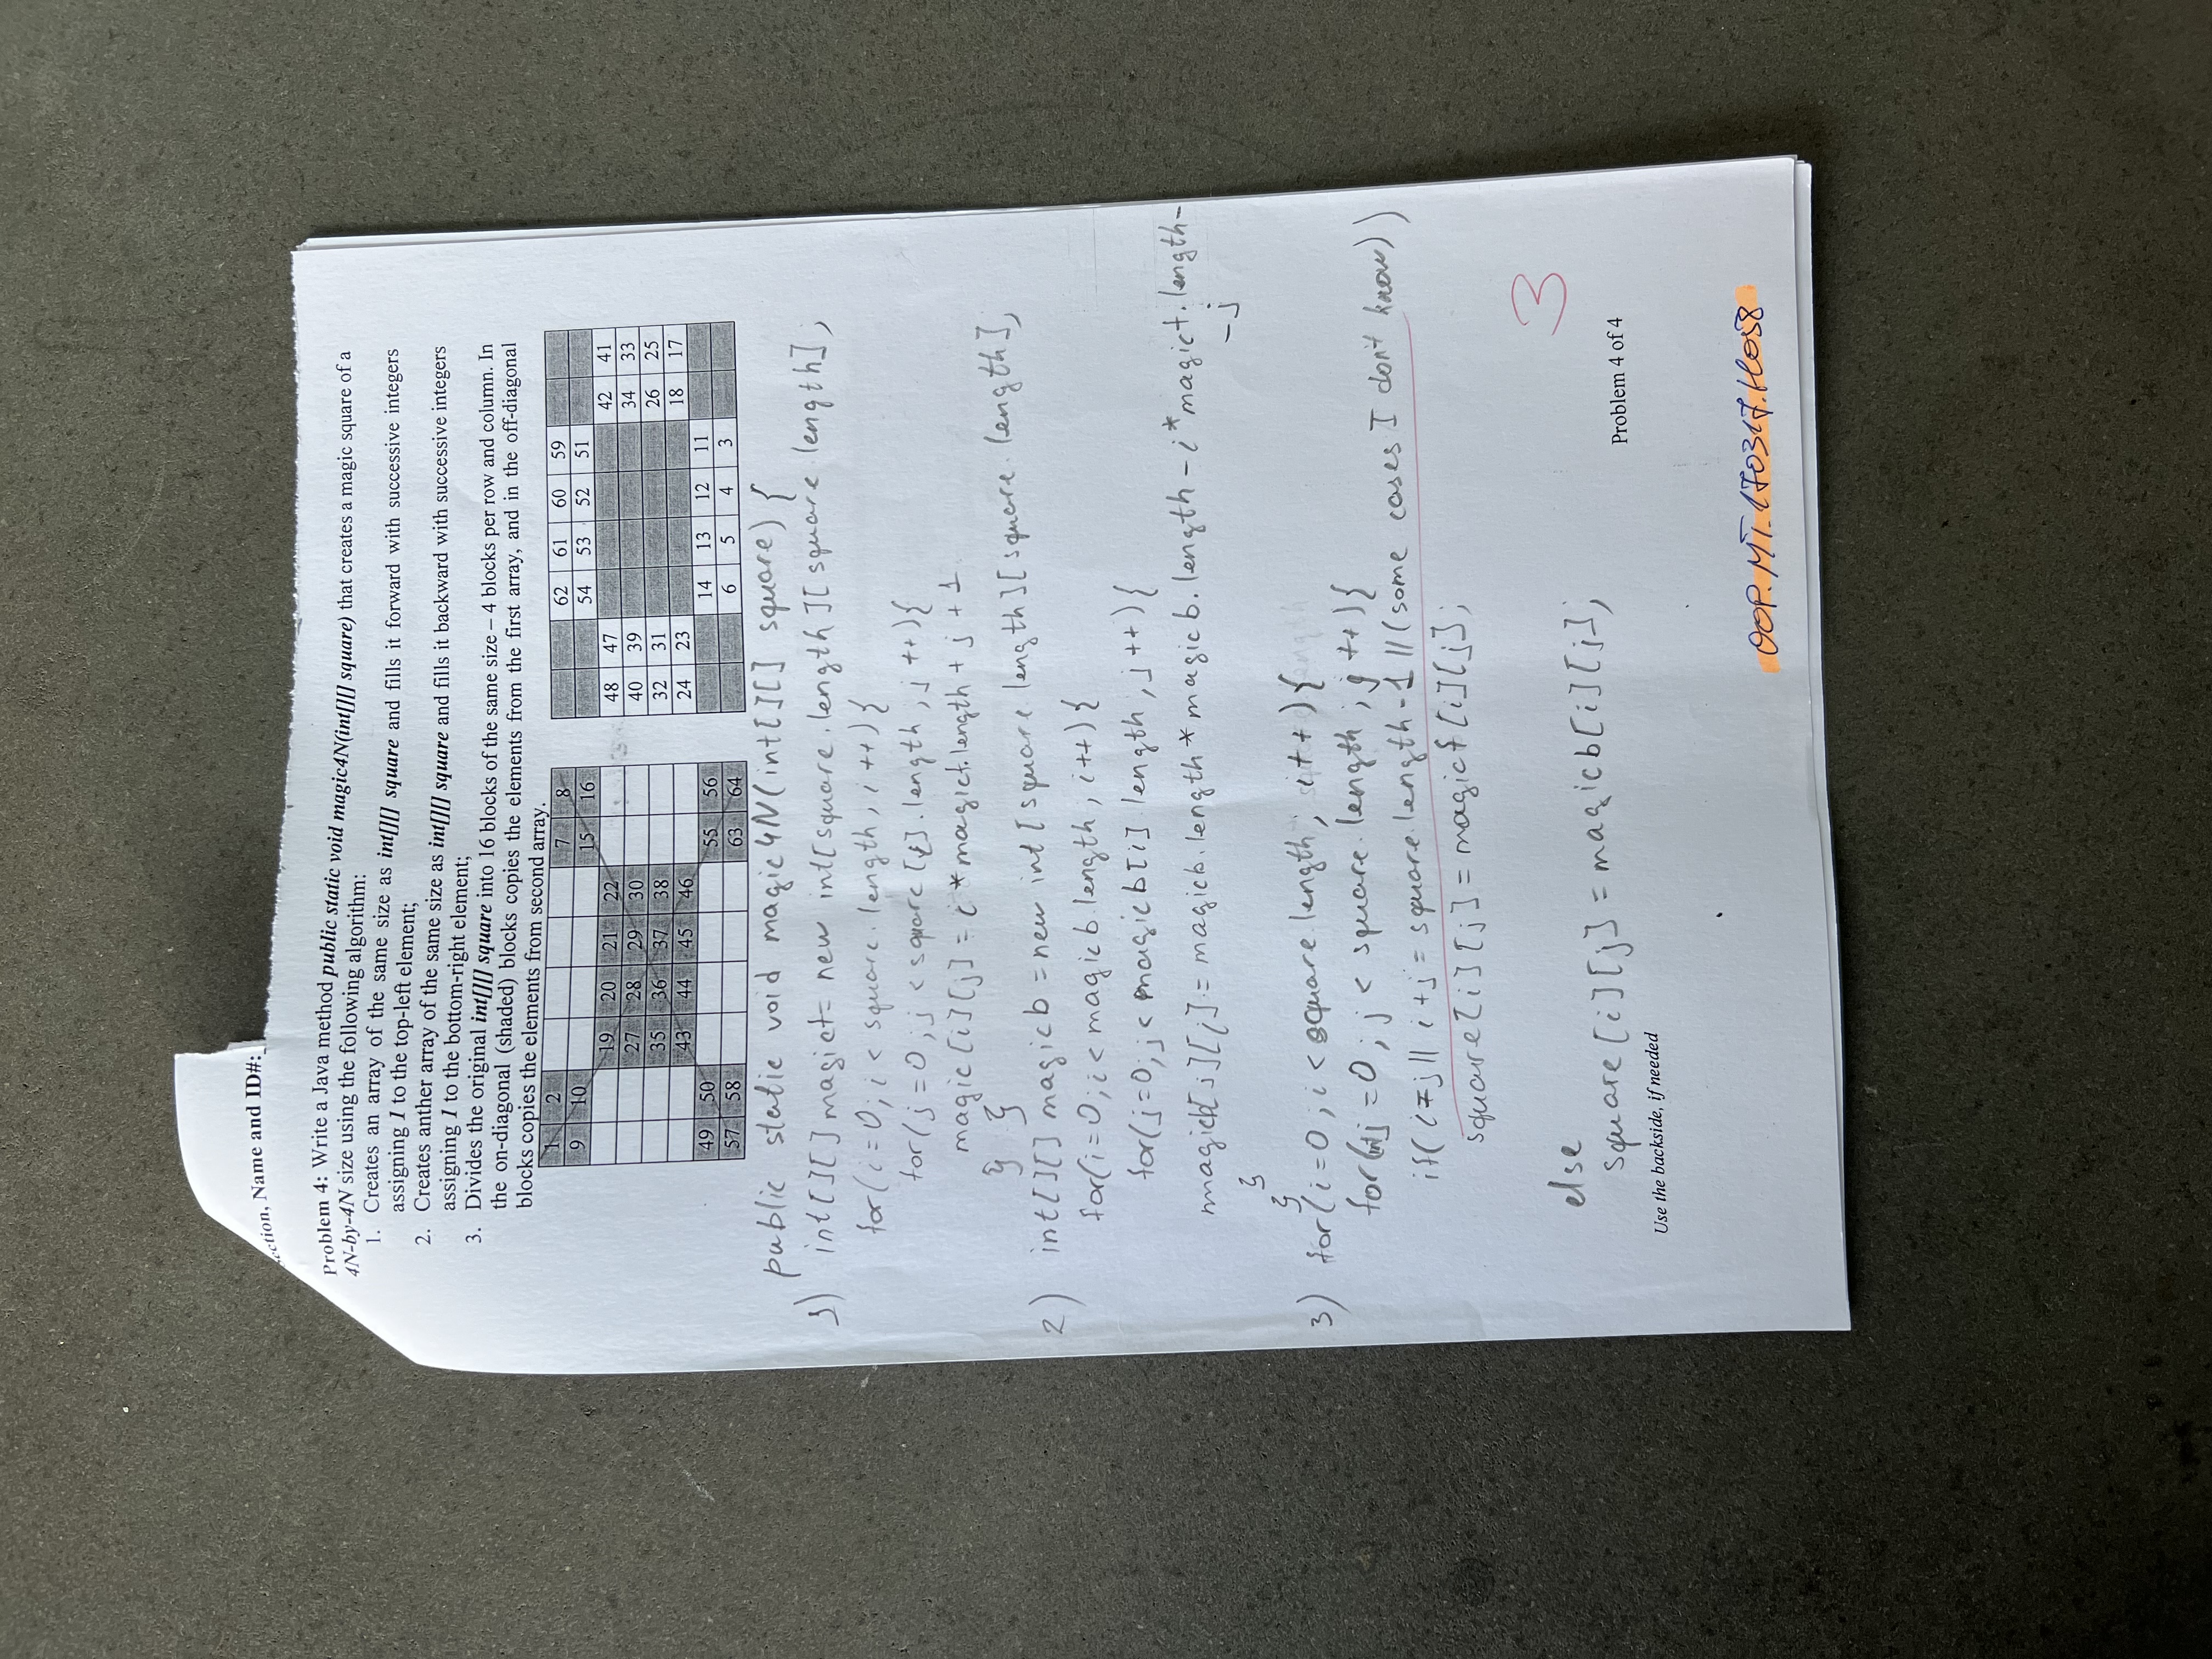 ection, Name and ID#:
Problem 4: Write a Java method public static void magic4N(int[][] square) that creates a magic square of a
4N-by-4N size using the following algorithm:
1. Creates an array of the same size as int[][] square and fills it forward with successive integers
assigning 1 to the top-left element;
2. Creates anther array of the same size as int[][] square and fills it backward with successive integers
assigning 1 to the bottom-right element;
3. Divides the original int[][] square into 16 blocks of the same size – 4 blocks per row and column. In
the on-diagonal (shaded) blocks copies the elements from the first array, and in the off-diagonal
blocks copies the elements from second array.
1 2 7 8
9 10 15 16
19 20 21 22
27 28 29 30
35 36 37 38
43 44 45 46
49 50 55 56
57 58 63 64
62 61 60 59
54 53 52 51
48 47 42 41
40 39 34 33
32 31 26 25
24 23 18 17
14 13 12 11
6 5 4 3
public static void magic4N(int[][] square) {
1) int[][] magict = new int[square.length][square length];
for(i=0; i < square.length, i++){
for(j=0; j < square[i].length, j++){
magic[i][j] = i*magict.length + j + 1
} }
2) int[][] magicb = new int[square length][square.length];
for(i=0; i< magicb.length, i++){
for(j=0; j< magicb[i] length, j++){
magicb[i][j] = magicb.length*magicb.length - i*magict.length-
-j
}
}
3) for(i=0; i < square length; i++){
for(int j=0; j < square.length; j++){
if( i=j || i+j = square.length-1 || (some cases I don't know))
square[i][j] = magicf[i][j];
3
else
square[i][j] = magicb[i][j];
Problem 4 of 4
Use the backside, if needed
OOP.MT.170317.H058